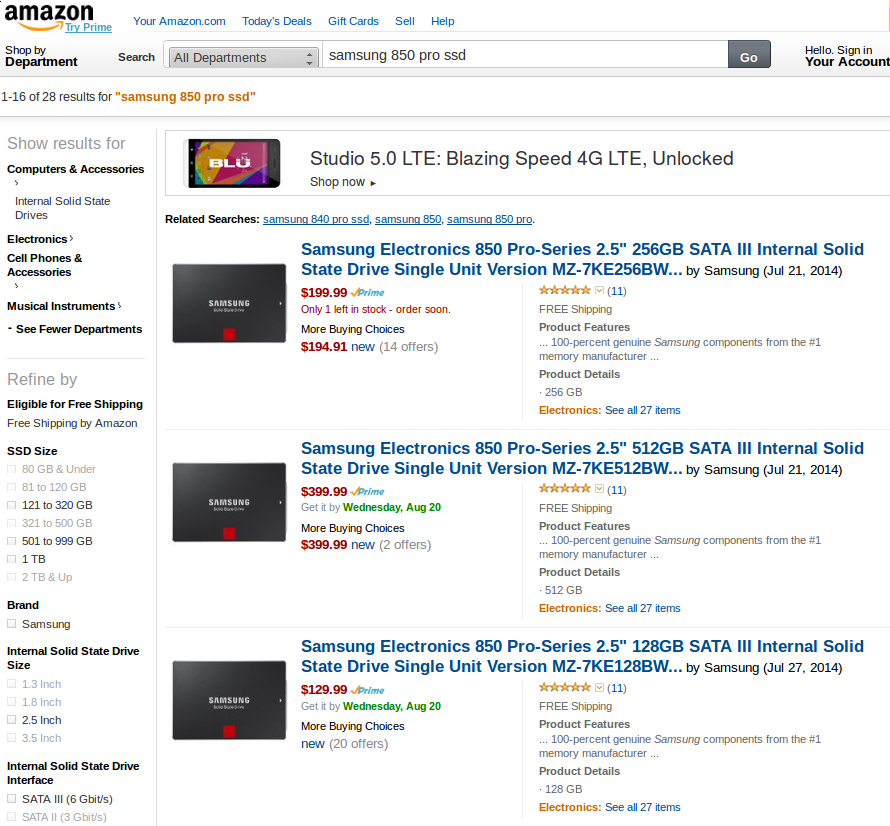 amazon
Try Prime
Your Amazon.com Today's Deals Gift Cards Sell Help
Shop by
Department
Search
All Departments
samsung 850 pro ssd
Go
Hello. Sign in
Your Account
1-16 of 28 results for "samsung 850 pro ssd"
Show results for
Computers & Accessories
›
Internal Solid State
Drives
Electronics ›
Cell Phones &
Accessories
›
Musical Instruments ›
- See Fewer Departments
Refine by
Eligible for Free Shipping
Free Shipping by Amazon
SSD Size
80 GB & Under
81 to 120 GB
121 to 320 GB
321 to 500 GB
501 to 999 GB
1 TB
2 TB & Up
Brand
Samsung
Internal Solid State Drive
Size
1.3 Inch
1.8 Inch
2.5 Inch
3.5 Inch
Internal Solid State Drive
Interface
SATA III (6 Gbit/s)
SATA II (3 Gbit/s)
BLU
Studio 5.0 LTE: Blazing Speed 4G LTE, Unlocked
Shop now ▸
Related Searches: samsung 840 pro ssd, samsung 850, samsung 850 pro.
SAMSUNG
Solid State Drive
Samsung Electronics 850 Pro-Series 2.5" 256GB SATA III Internal Solid
State Drive Single Unit Version MZ-7KE256BW... by Samsung (Jul 21, 2014)
$199.99 Prime
Only 1 left in stock - order soon.
More Buying Choices
$194.91 new (14 offers)
(11)
FREE Shipping
Product Features
... 100-percent genuine Samsung components from the #1
memory manufacturer ...
Product Details
· 256 GB
Electronics: See all 27 items
SAMSUNG
Solid State Drive
Samsung Electronics 850 Pro-Series 2.5" 512GB SATA III Internal Solid
State Drive Single Unit Version MZ-7KE512BW... by Samsung (Jul 21, 2014)
$399.99 Prime
Get it by Wednesday, Aug 20
More Buying Choices
$399.99 new (2 offers)
(11)
FREE Shipping
Product Features
... 100-percent genuine Samsung components from the #1
memory manufacturer ...
Product Details
· 512 GB
Electronics: See all 27 items
SAMSUNG
Solid State Drive
Samsung Electronics 850 Pro-Series 2.5" 128GB SATA III Internal Solid
State Drive Single Unit Version MZ-7KE128BW... by Samsung (Jul 27, 2014)
$129.99 Prime
Get it by Wednesday, Aug 20
More Buying Choices
new (20 offers)
(11)
FREE Shipping
Product Features
... 100-percent genuine Samsung components from the #1
memory manufacturer ...
Product Details
· 128 GB
Electronics: See all 27 items